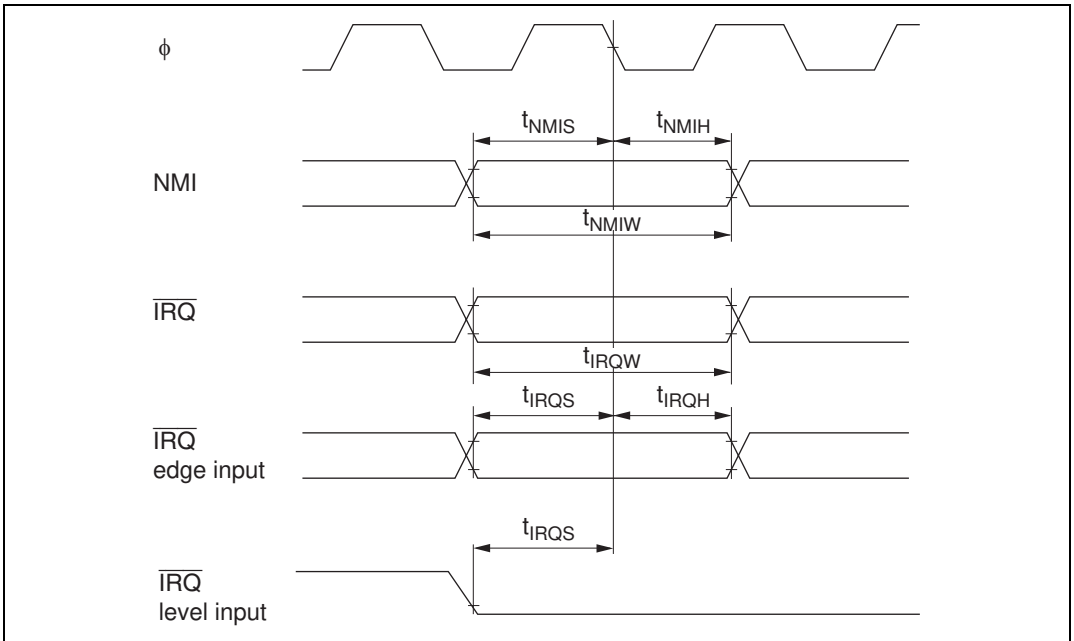 ϕ
tNMIS tNMIH
NMI
tNMIW
IRQ
tIRQW
tIRQS tIRQH
IRQ
edge input
tIRQS
IRQ
level input